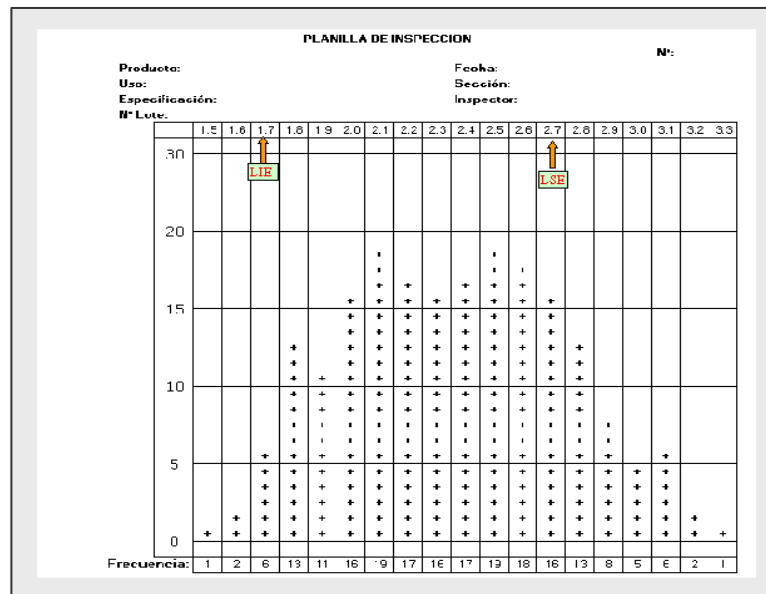 PLANILLA DE INSPECCION
Nº:
Producto: Fecha:
Uso: Sección:
Especificación: Inspector:
Nº Lote:
1.5 1.6 1.7 1.8 1.9 2.0 2.1 2.2 2.3 2.4 2.5 2.6 2.7 2.8 2.9 3.0 3.1 3.2 3.3
30
LIE LSE
20
15
10
5
0
Frecuencia: 1 2 6 13 11 16 19 17 16 17 19 18 16 13 8 5 6 2 1